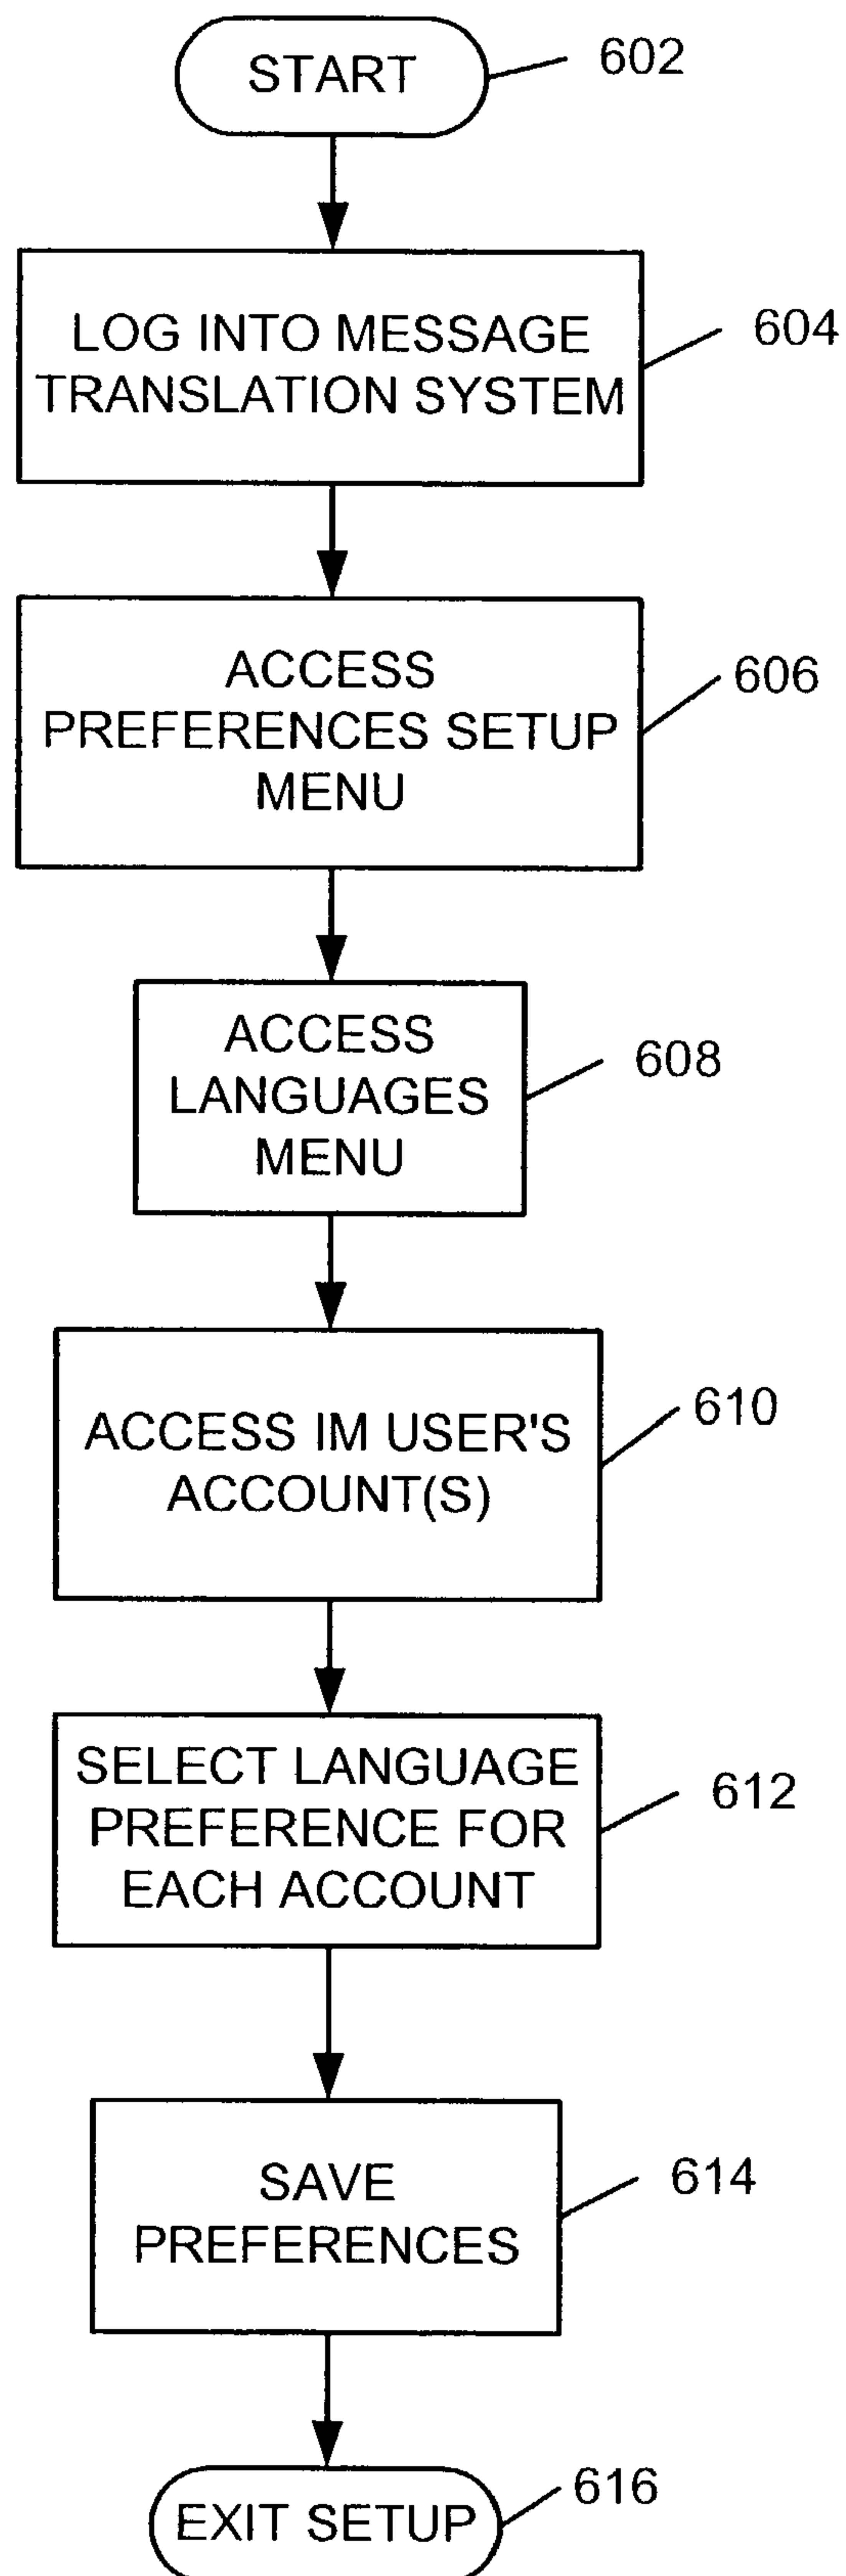 START
602
LOG INTO MESSAGE
TRANSLATION SYSTEM
604
ACCESS
PREFERENCES SETUP
MENU
606
ACCESS
LANGUAGES
MENU
608
ACCESS IM USER'S
ACCOUNT(S)
610
SELECT LANGUAGE
PREFERENCE FOR
EACH ACCOUNT
612
SAVE
PREFERENCES
614
EXIT SETUP
616